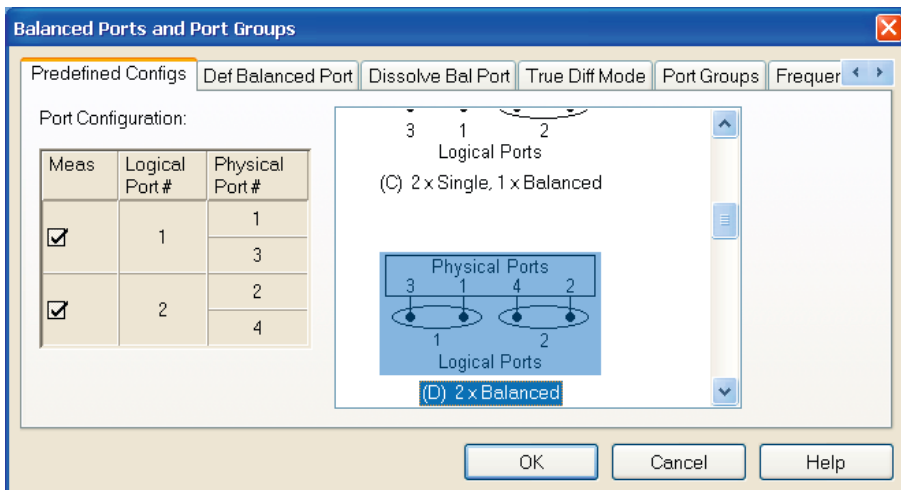 Balanced Ports and Port Groups
Predefined Configs Def Balanced Port Dissolve Bal Port True Diff Mode Port Groups Frequer
Port Configuration:
Meas Logical Port# Physical Port#
1 1
3
2 2
4
3 1 2
Logical Ports
(C) 2 x Single, 1 x Balanced
Physical Ports
3 1 4 2
1 2
Logical Ports
(D) 2 x Balanced
OK Cancel Help